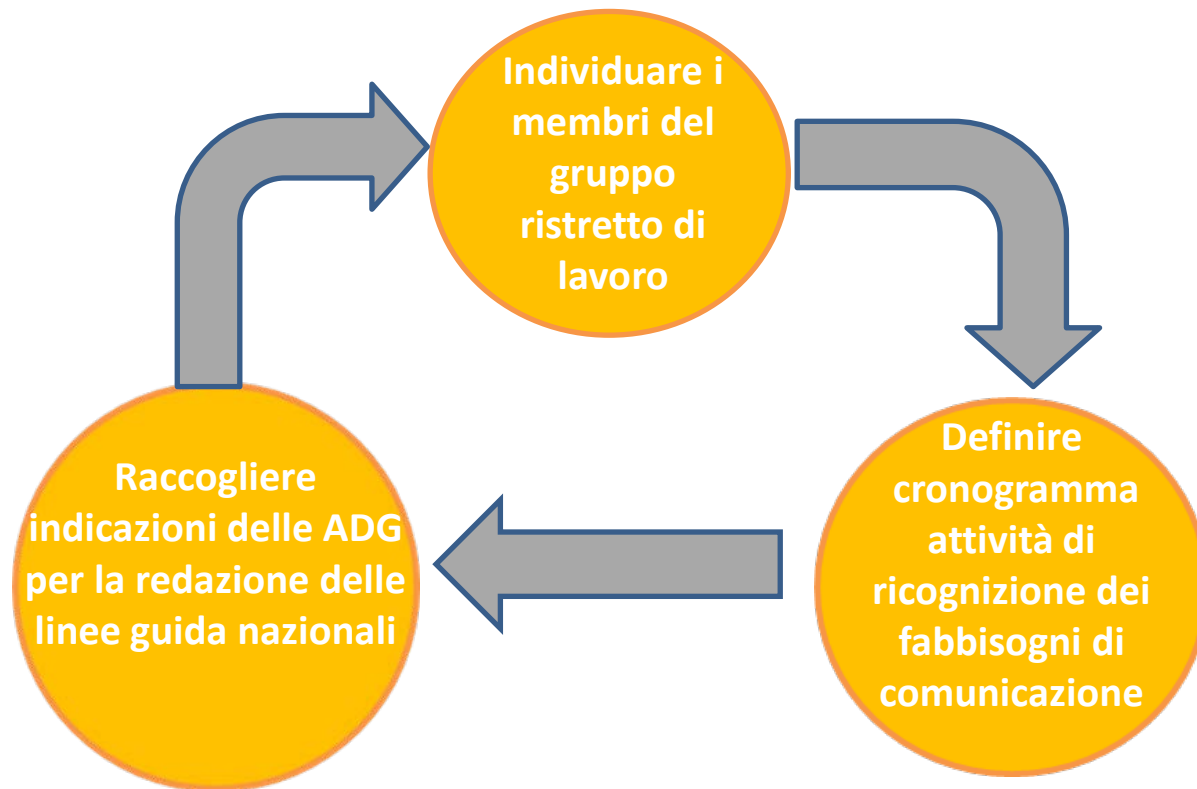 Individuare i
membri del
gruppo
ristretto di
lavoro
Definire
cronogramma
attività di
ricognizione dei
fabbisogni di
comunicazione
Raccogliere
indicazioni delle ADG
per la redazione delle
linee guida nazionali